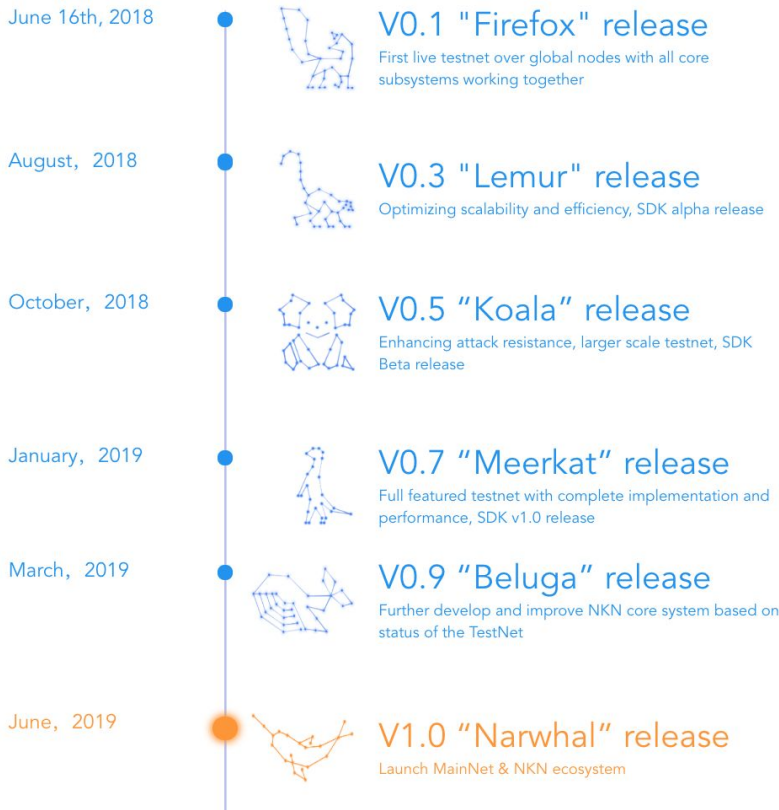 June 16th, 2018
V0.1 "Firefox" release
First live testnet over global nodes with all core
subsystems working together
August, 2018
V0.3 "Lemur" release
Optimizing scalability and efficiency, SDK alpha release
October, 2018
V0.5 “Koala” release
Enhancing attack resistance, larger scale testnet, SDK
Beta release
January, 2019
V0.7 “Meerkat” release
Full featured testnet with complete implementation and
performance, SDK v1.0 release
March, 2019
V0.9 “Beluga” release
Further develop and improve NKN core system based on
status of the TestNet
June, 2019
V1.0 “Narwhal” release
Launch MainNet & NKN ecosystem